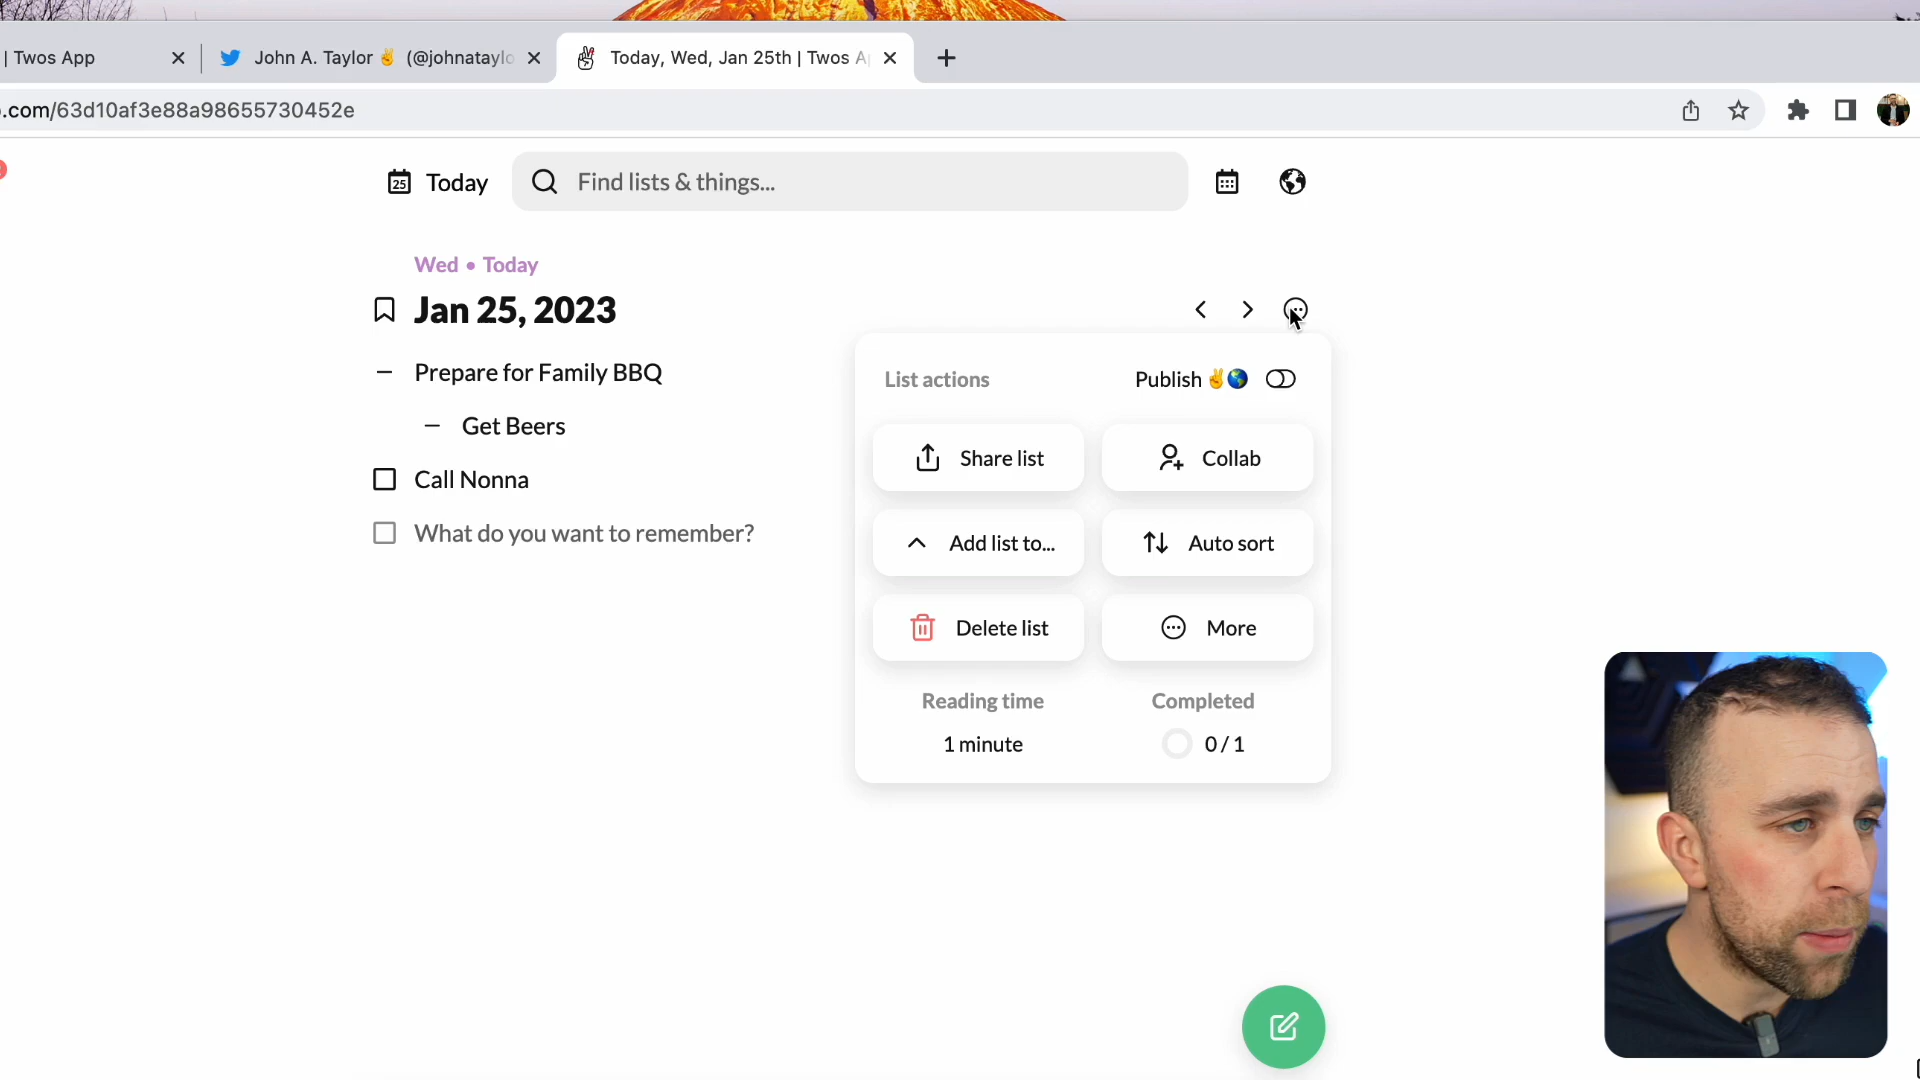 | Twos App
John A. Taylor ✌ (@johnataylo
Today, Wed, Jan 25th | Twos A
.com/63d10af3e88a98655730452e
25 Today
Find lists & things...
Wed • Today
Jan 25, 2023
– Prepare for Family BBQ
– Get Beers
Call Nonna
What do you want to remember?
List actions
Publish ✌🌎
Share list
Collab
Add list to...
Auto sort
Delete list
More
Reading time
Completed
1 minute
0 / 1